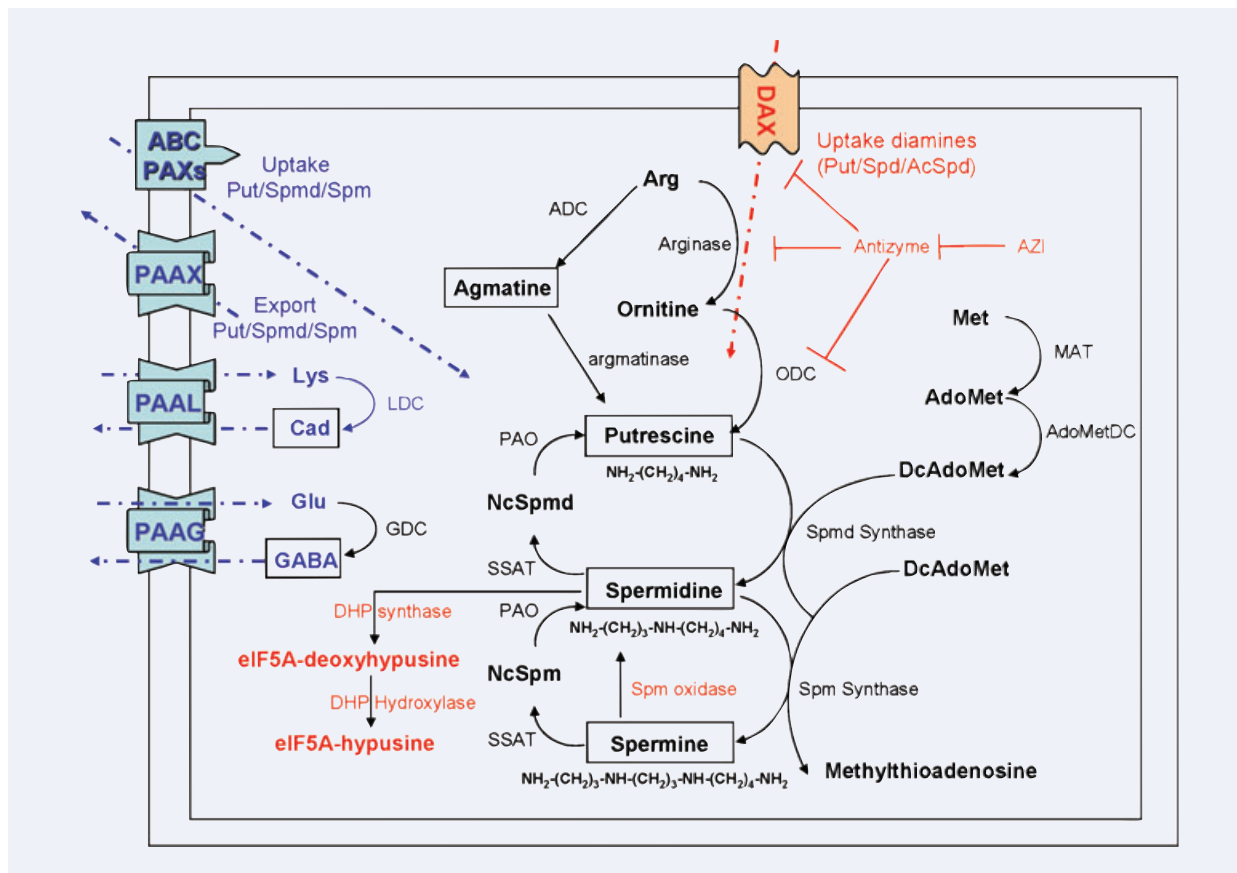 DAX
ABC
PAXs
Uptake
Put/Spmd/Spm
Uptake diamines
(Put/Spd/AcSpd)
Arg
ADC
Arginase
Antizyme
AZI
PAAX
Agmatine
Export
Put/Spmd/Spm
Ornitine
Met
argmatinase
MAT
Lys
ODC
PAAL
LDC
AdoMet
Cad
Putrescine
AdoMetDC
PAO
NH₂-(CH₂)₄-NH₂
DcAdoMet
Glu
NcSpmd
PAAG
GDC
Spmd Synthase
GABA
SSAT
DcAdoMet
Spermidine
DHP synthase
PAO
NH₂-(CH₂)₃-NH-(CH₂)₄-NH₂
eIF5A-deoxyhypusine
NcSpm
Spm oxidase
Spm Synthase
DHP Hydroxylase
SSAT
eIF5A-hypusine
Spermine
Methylthioadenosine
NH₂-(CH₂)₃-NH-(CH₂)₃-NH-(CH₂)₄-NH₂